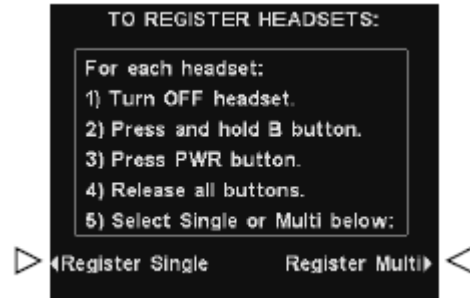 TO REGISTER HEADSETS:
For each headset:
1) Turn OFF headset.
2) Press and hold B button.
3) Press PWR button.
4) Release all buttons.
5) Select Single or Multi below:
Register Single Register Multi